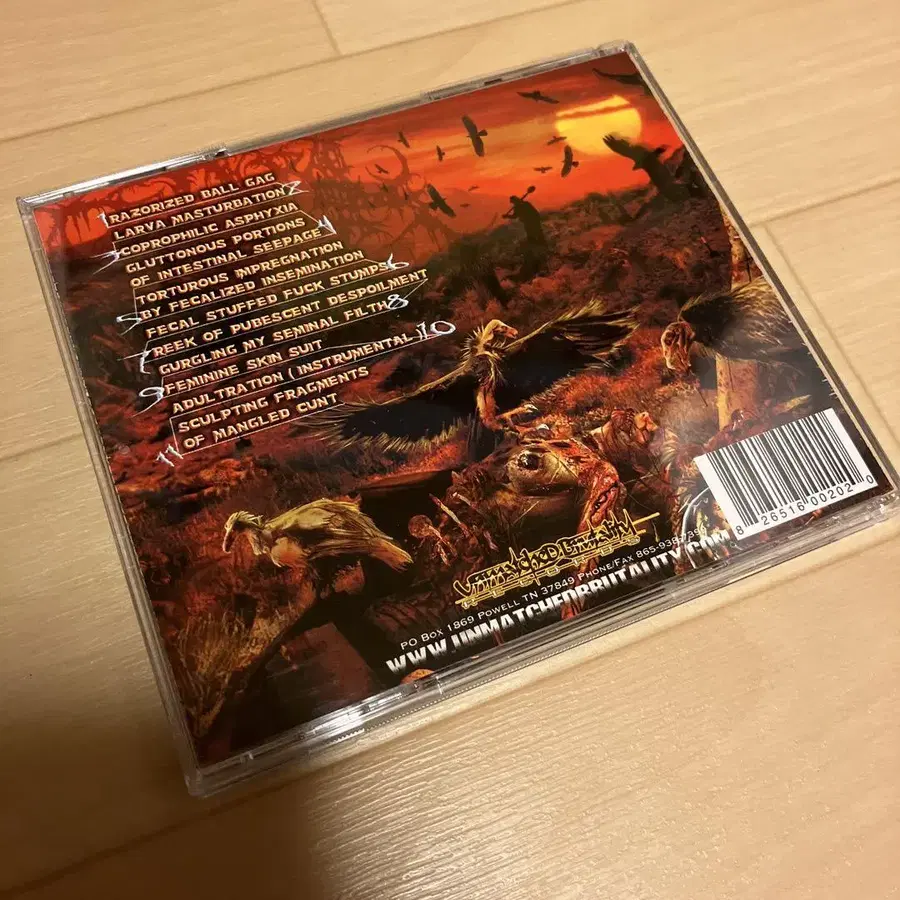 1 RAZORIZED BALL GAG
LARVA MASTURBATION 2
3 COPROPHILIC ASPHYXIA
GLUTTONOUS PORTIONS
OF INTESTINAL SEEPAGE 4
TORTUROUS IMPREGNATION
5 BY FECALIZED INSEMINATION
FECAL STUFFED FUCK STUMPS 6
7 REEK OF PUBESCENT DESPOILMENT
GURGLING MY SEMINAL FILTH 8
9 FEMININE SKIN SUIT
ADULTRATION (INSTRUMENTAL) 10
SCULPTING FRAGMENTS
11 OF MANGLED CUNT
UNMATCHED BRUTALITY
RECORDS
PO BOX 1869 POWELL TN 37849 PHONE/FAX
WWW.UNMATCHEDBRUTALITY.COM
8 26516 00202 0